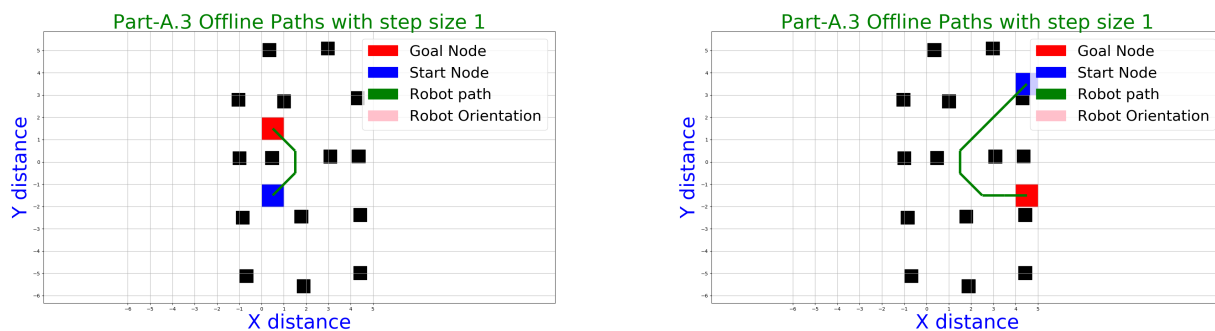 Part-A.3 Offline Paths with step size 1
5
4
3
2
1
0
−1
−2
−3
−4
−5
−6
Y distance
Goal Node
Start Node
Robot path
Robot Orientation
−6 −5 −4 −3 −2 −1 0 1 2 3 4 5
X distance
Part-A.3 Offline Paths with step size 1
5
4
3
2
1
0
−1
−2
−3
−4
−5
−6
Y distance
Goal Node
Start Node
Robot path
Robot Orientation
−6 −5 −4 −3 −2 −1 0 1 2 3 4 5
X distance